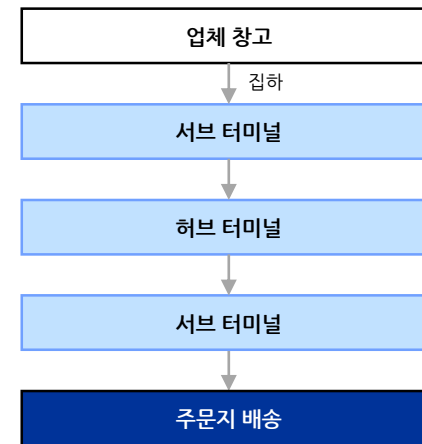 업체 창고
집하
서브 터미널
허브 터미널
서브 터미널
주문지 배송